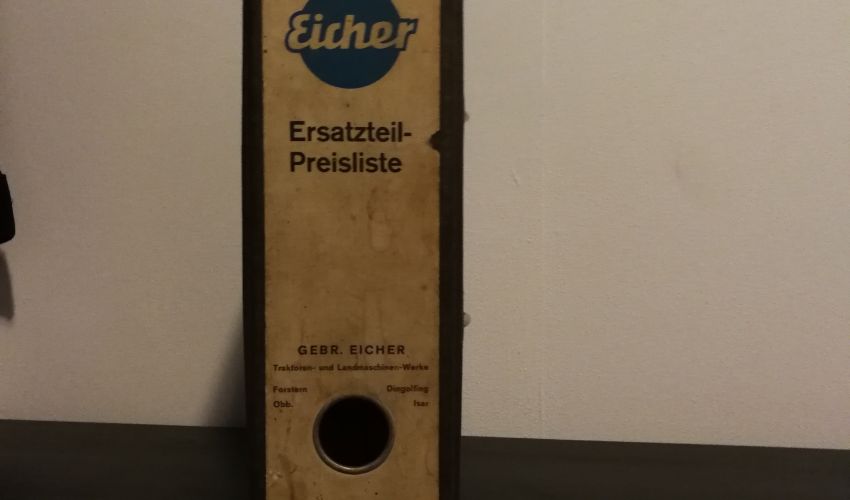 Eicher
Ersatzteil-
Preisliste
GEBR. EICHER
Traktoren- und Landmaschinen-Werke
Forstern Dingolfing
Obb. Isar